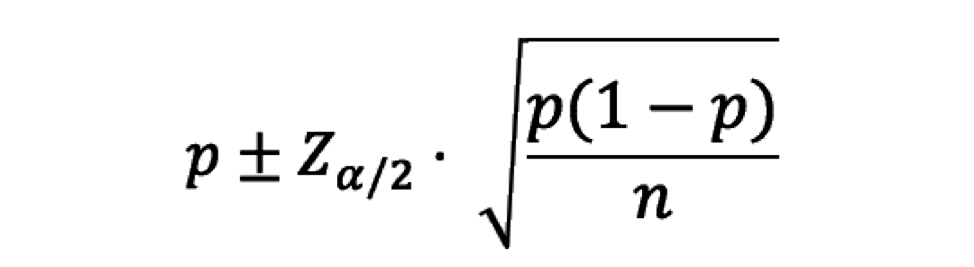 p ± Z_{α/2} · √(p(1 − p)/n)